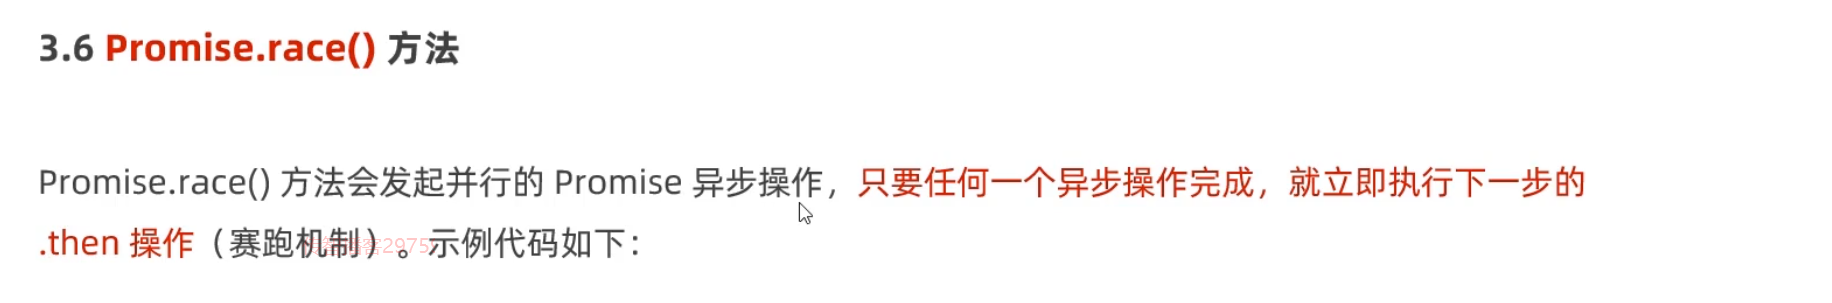 3.6 Promise.race() 方法
Promise.race() 方法会发起并行的 Promise 异步操作，只要任何一个异步操作完成，就立即执行下一步的
.then 操作（赛跑机制）。示例代码如下：